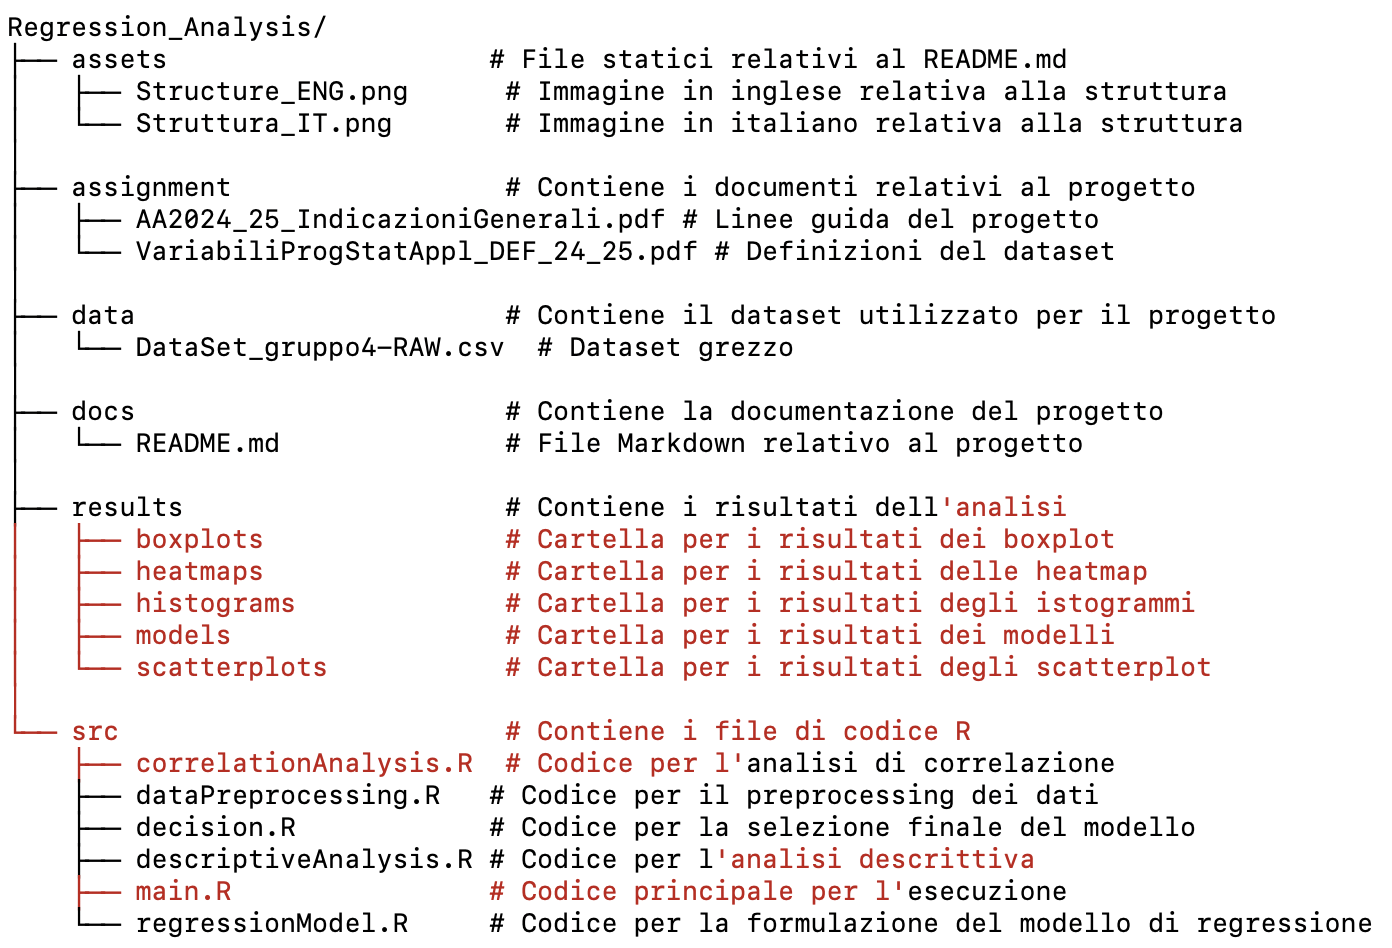 Regression_Analysis/
├── assets                    # File statici relativi al README.md
│   ├── Structure_ENG.png      # Immagine in inglese relativa alla struttura
│   └── Struttura_IT.png       # Immagine in italiano relativa alla struttura
│
├── assignment                 # Contiene i documenti relativi al progetto
│   ├── AA2024_25_IndicazioniGenerali.pdf # Linee guida del progetto
│   └── VariabiliProgStatAppl_DEF_24_25.pdf # Definizioni del dataset
│
├── data                       # Contiene il dataset utilizzato per il progetto
│   └── DataSet_gruppo4-RAW.csv  # Dataset grezzo
│
├── docs                       # Contiene la documentazione del progetto
│   └── README.md              # File Markdown relativo al progetto
│
├── results                    # Contiene i risultati dell'analisi
│   ├── boxplots               # Cartella per i risultati dei boxplot
│   ├── heatmaps               # Cartella per i risultati delle heatmap
│   ├── histograms             # Cartella per i risultati degli istogrammi
│   ├── models                 # Cartella per i risultati dei modelli
│   └── scatterplots           # Cartella per i risultati degli scatterplot
│
└── src                        # Contiene i file di codice R
    ├── correlationAnalysis.R  # Codice per l'analisi di correlazione
    ├── dataPreprocessing.R   # Codice per il preprocessing dei dati
    ├── decision.R            # Codice per la selezione finale del modello
    ├── descriptiveAnalysis.R # Codice per l'analisi descrittiva
    ├── main.R                # Codice principale per l'esecuzione
    └── regressionModel.R     # Codice per la formulazione del modello di regressione